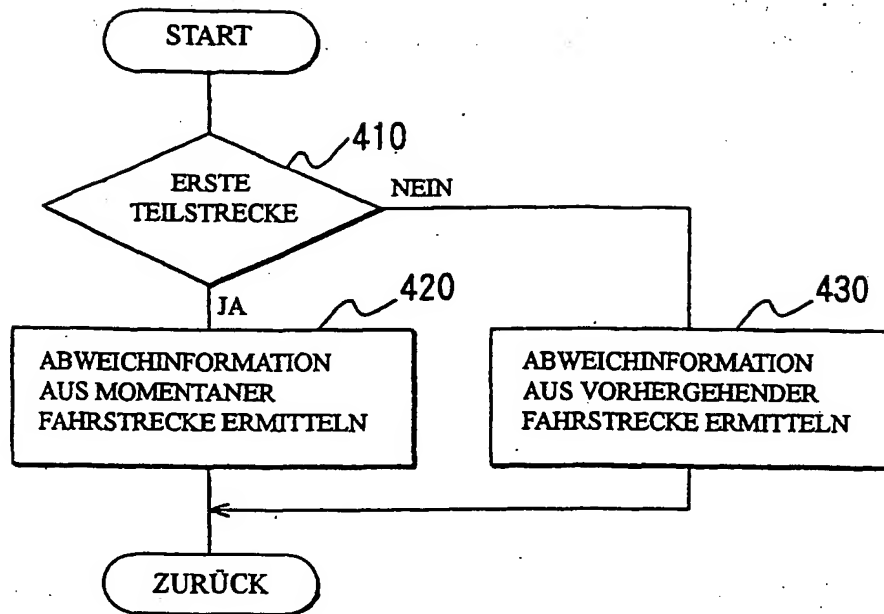 START
410
ERSTE
TEILSTRECKE
NEIN
JA
420
430
ABWEICHINFORMATION
AUS MOMENTANER
FAHRSTRECKE ERMITTELN
ABWEICHINFORMATION
AUS VORHERGEHENDER
FAHRSTRECKE ERMITTELN
ZURÜCK